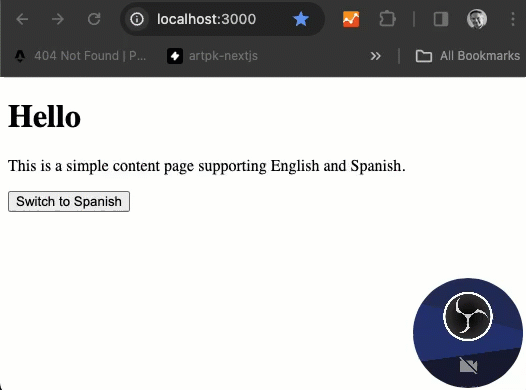 localhost:3000
404 Not Found | P...
artpk-nextjs
»
All Bookmarks
Hello
This is a simple content page supporting English and Spanish.
Switch to Spanish